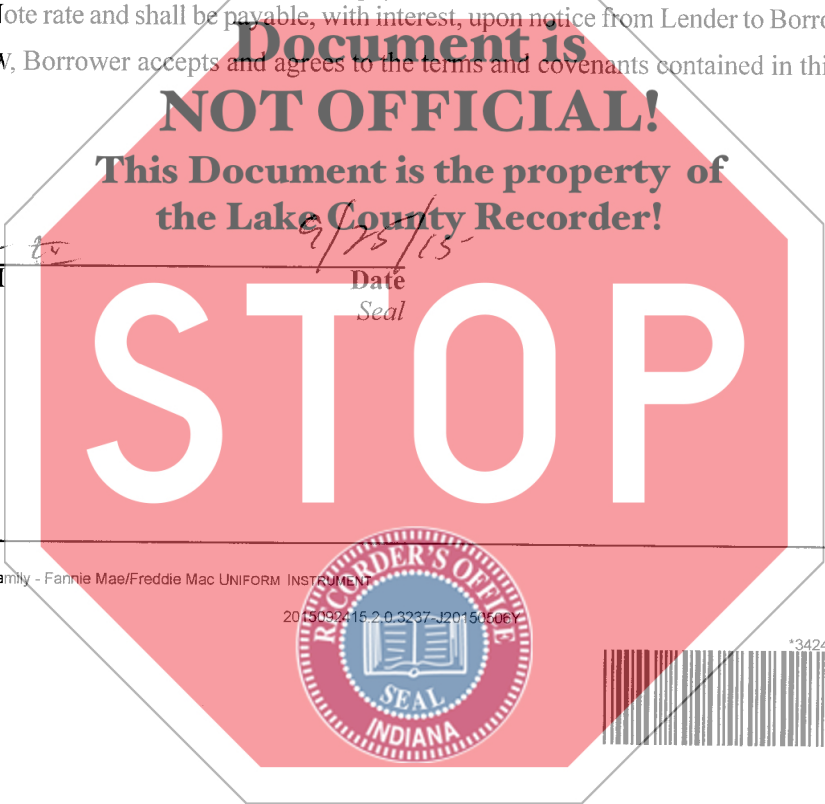 ote rate and shall be payable, with interest, upon notice from Lender to Borro
Document is
, Borrower accepts and agrees to the terms and covenants contained in thi
NOT OFFICIAL!
This Document is the property of
the Lake County Recorder!
9/25/15
Date
Seal
STOP
amily - Fannie Mae/Freddie Mac UNIFORM INSTRUMENT
2015092415.2.0.3237-J20150506Y
RECORDER'S OFFICE
*3424
SEAL
INDIANA